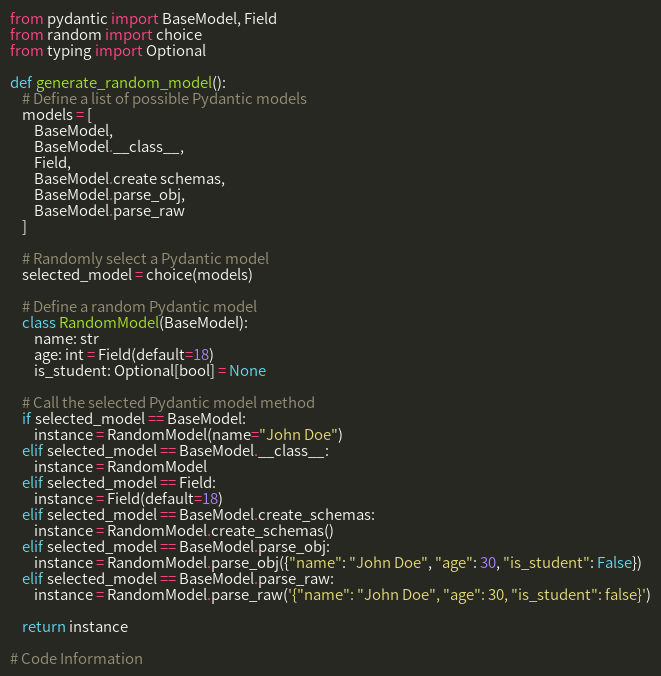 from pydantic import BaseModel, Field
from random import choice
from typing import Optional

def generate_random_model():
    # Define a list of possible Pydantic models
    models = [
        BaseModel,
        BaseModel.__class__,
        Field,
        BaseModel.create schemas,
        BaseModel.parse_obj,
        BaseModel.parse_raw
    ]

    # Randomly select a Pydantic model
    selected_model = choice(models)

    # Define a random Pydantic model
    class RandomModel(BaseModel):
        name: str
        age: int = Field(default=18)
        is_student: Optional[bool] = None

    # Call the selected Pydantic model method
    if selected_model == BaseModel:
        instance = RandomModel(name="John Doe")
    elif selected_model == BaseModel.__class__:
        instance = RandomModel
    elif selected_model == Field:
        instance = Field(default=18)
    elif selected_model == BaseModel.create_schemas:
        instance = RandomModel.create_schemas()
    elif selected_model == BaseModel.parse_obj:
        instance = RandomModel.parse_obj({"name": "John Doe", "age": 30, "is_student": False})
    elif selected_model == BaseModel.parse_raw:
        instance = RandomModel.parse_raw('{"name": "John Doe", "age": 30, "is_student": false}')

    return instance

# Code Information